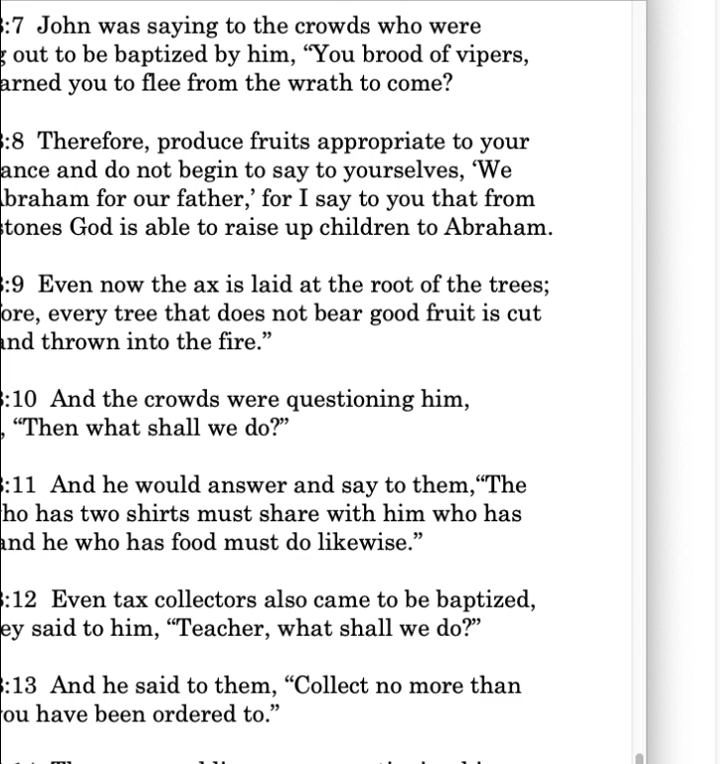 :7 John was saying to the crowds who were
out to be baptized by him, “You brood of vipers,
arned you to flee from the wrath to come?
:8 Therefore, produce fruits appropriate to your
ance and do not begin to say to yourselves, ‘We
braham for our father,’ for I say to you that from
stones God is able to raise up children to Abraham.
:9 Even now the ax is laid at the root of the trees;
ore, every tree that does not bear good fruit is cut
and thrown into the fire.”
:10 And the crowds were questioning him,
, “Then what shall we do?”
:11 And he would answer and say to them,“The
ho has two shirts must share with him who has
and he who has food must do likewise.”
:12 Even tax collectors also came to be baptized,
ey said to him, “Teacher, what shall we do?”
:13 And he said to them, “Collect no more than
ou have been ordered to.”